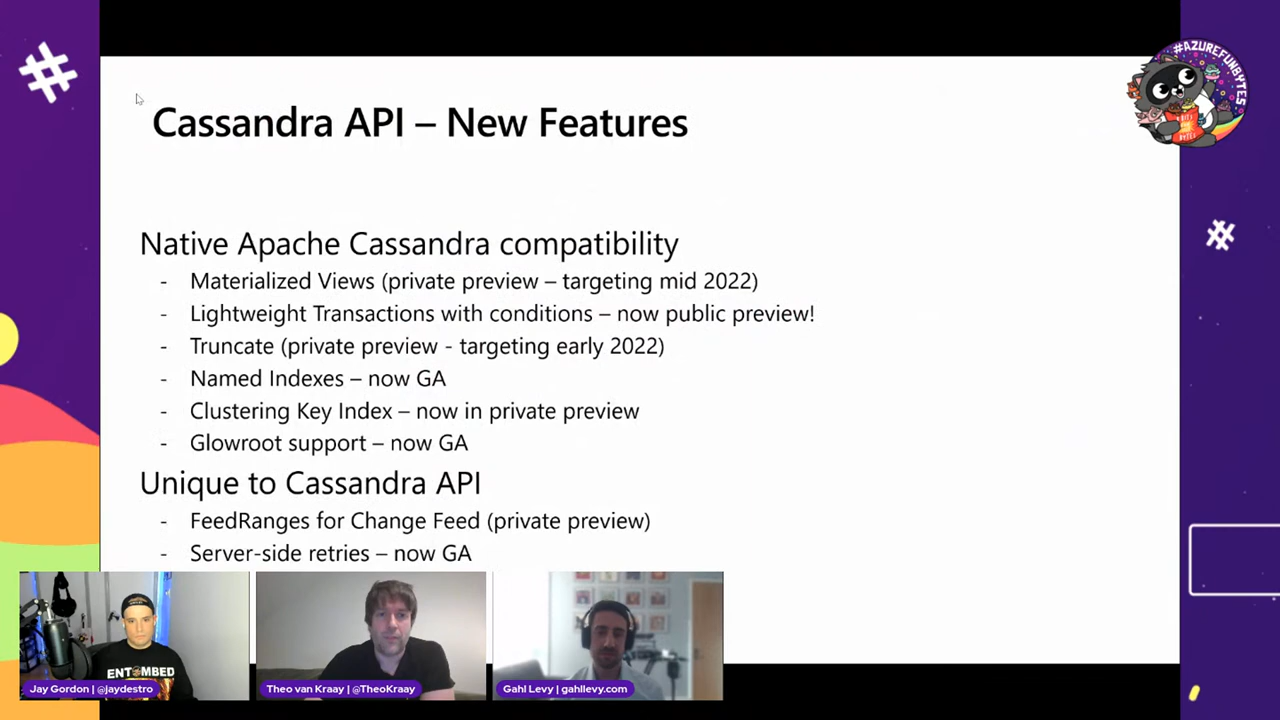 #AZUREFUNBYTES
Cassandra API – New Features
Native Apache Cassandra compatibility
- Materialized Views (private preview – targeting mid 2022)
- Lightweight Transactions with conditions – now public preview!
- Truncate (private preview - targeting early 2022)
- Named Indexes – now GA
- Clustering Key Index – now in private preview
- Glowroot support – now GA
Unique to Cassandra API
- FeedRanges for Change Feed (private preview)
- Server-side retries – now GA
ENTOMBED
Jay Gordon | @jaydestro
Theo van Kraay | @TheoKraay
Gahl Levy | gahllevy.com